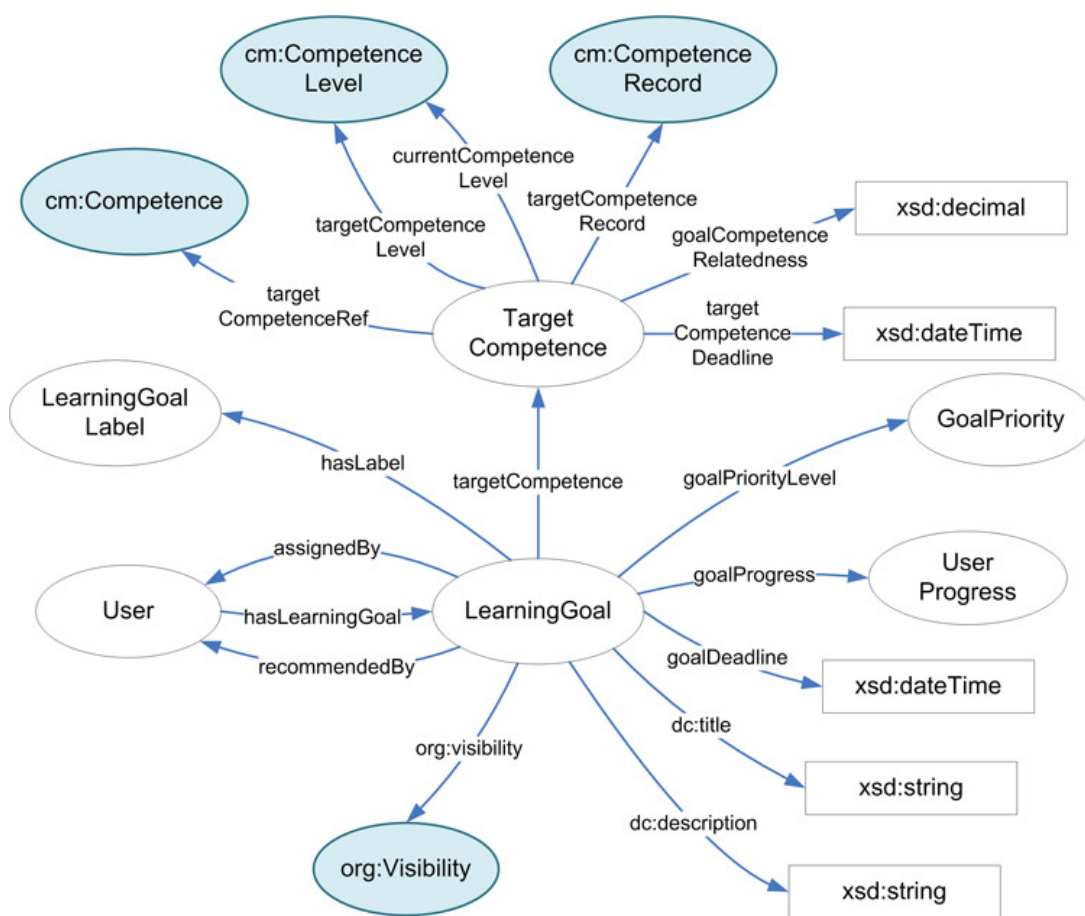 cm:Competence
Level
cm:Competence
Record
currentCompetence
Level
cm:Competence
targetCompetence
Record
xsd:decimal
targetCompetence
Level
goalCompetence
Relatedness
target
CompetenceRef
Target
Competence
target
Competence
Deadline
xsd:dateTime
LearningGoal
Label
GoalPriority
hasLabel
targetCompetence
goalPriorityLevel
assignedBy
goalProgress
User
Progress
User
hasLearningGoal
LearningGoal
recommendedBy
goalDeadline
xsd:dateTime
dc:title
org:visibility
xsd:string
dc:description
org:Visibility
xsd:string